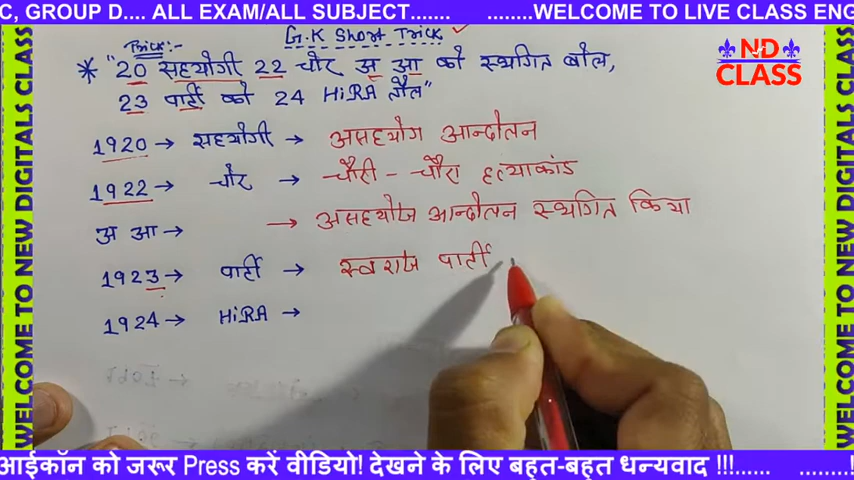 C, GROUP D.... ALL EXAM/ALL SUBJECT....... ........WELCOME TO LIVE CLASS ENG
ND
CLASS
G.K Short Trick
Trick:-
* "20 सहयोगी 22 चोर अ आ को स्थगित बोल,
23 पार्टी को 24 HiRA तौल"
1920→ सहयोगी → असहयोग आन्दोलन
1922→ चोर → चौरी-चौरा हत्याकांड
अ आ→ → असहयोग आन्दोलन स्थगित किया
1923→ पार्टी → स्वराज पार्टी
1924→ HiRA →
WELCOME TO NEW DIGITALS CLASS
WELCOME TO NEW DIGITALS CLASS
आईकॉन को जरूर Press करें वीडियो! देखने के लिए बहुत-बहुत धन्यवाद !!!...... ........!